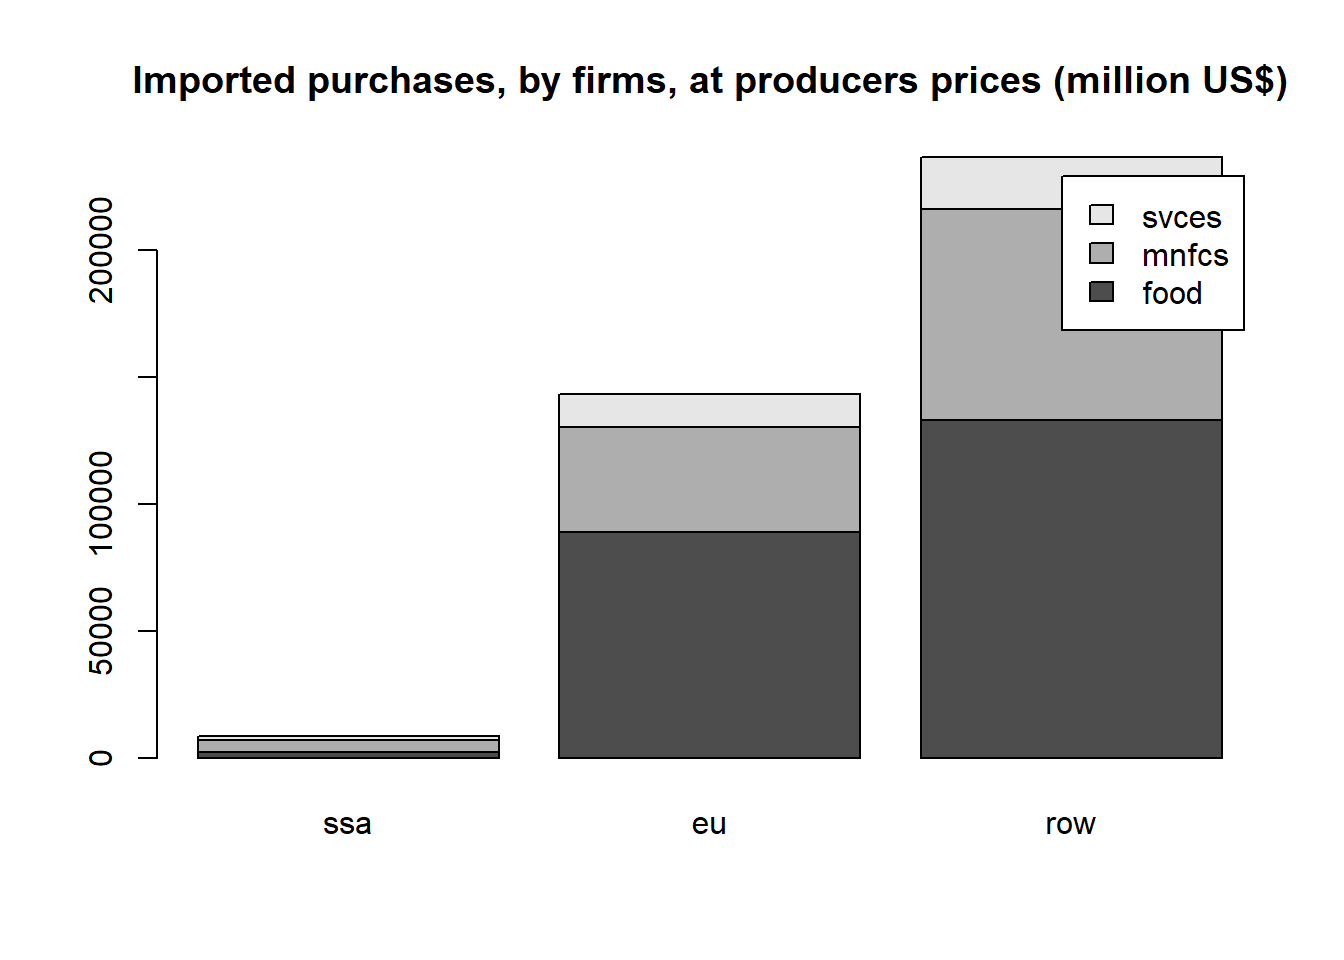 Imported purchases, by firms, at producers prices (million US$)
200000
100000
50000
0
svces
mnfcs
food
ssa eu row